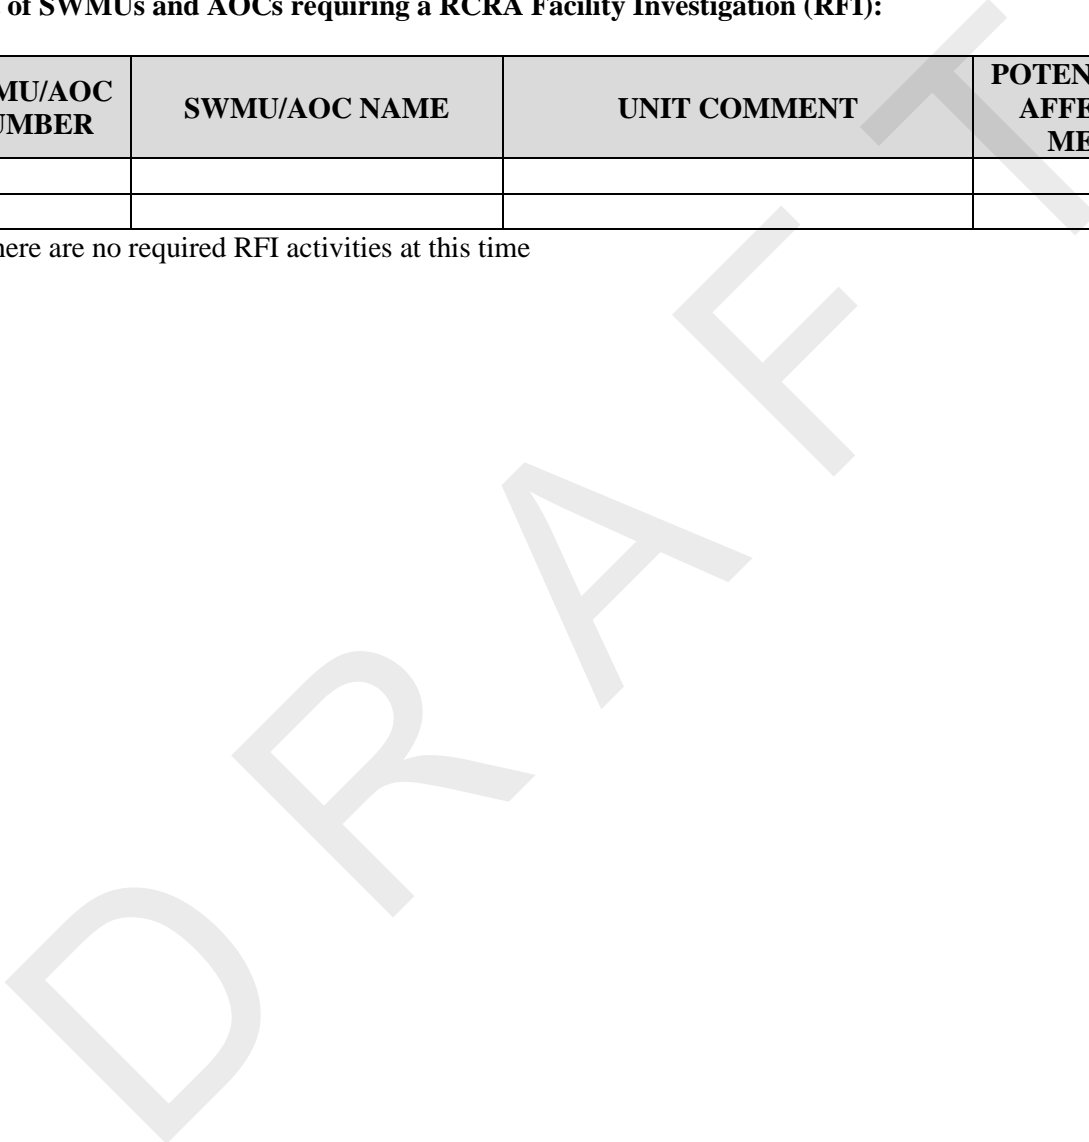 of SWMUs and AOCs requiring a RCRA Facility Investigation (RFI):
MU/AOC
UMBER
SWMU/AOC NAME
UNIT COMMENT
POTEN
AFFE
ME
here are no required RFI activities at this time
DRAFT